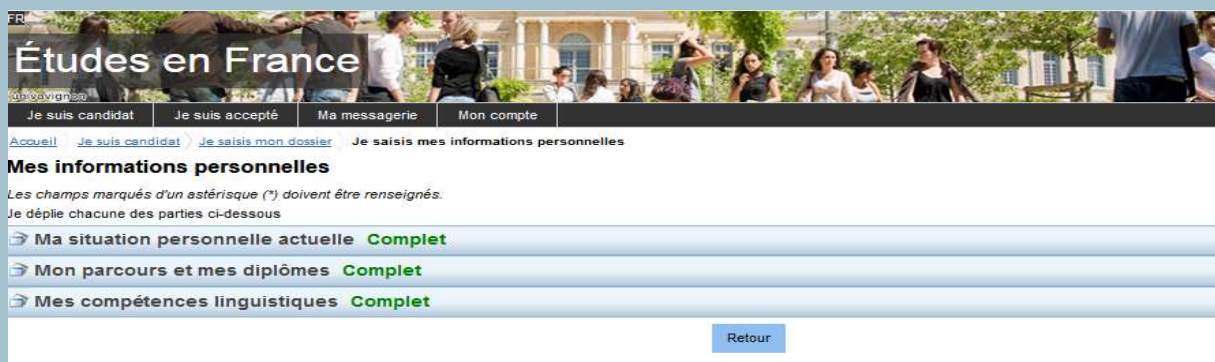 FR
Études en France
univavignon
Je suis candidat Je suis accepté Ma messagerie Mon compte
Accueil Je suis candidat Je saisis mon dossier Je saisis mes informations personnelles
Mes informations personnelles
Les champs marqués d'un astérisque (*) doivent être renseignés.
Je déplie chacune des parties ci-dessous
Ma situation personnelle actuelle Complet
Mon parcours et mes diplômes Complet
Mes compétences linguistiques Complet
Retour